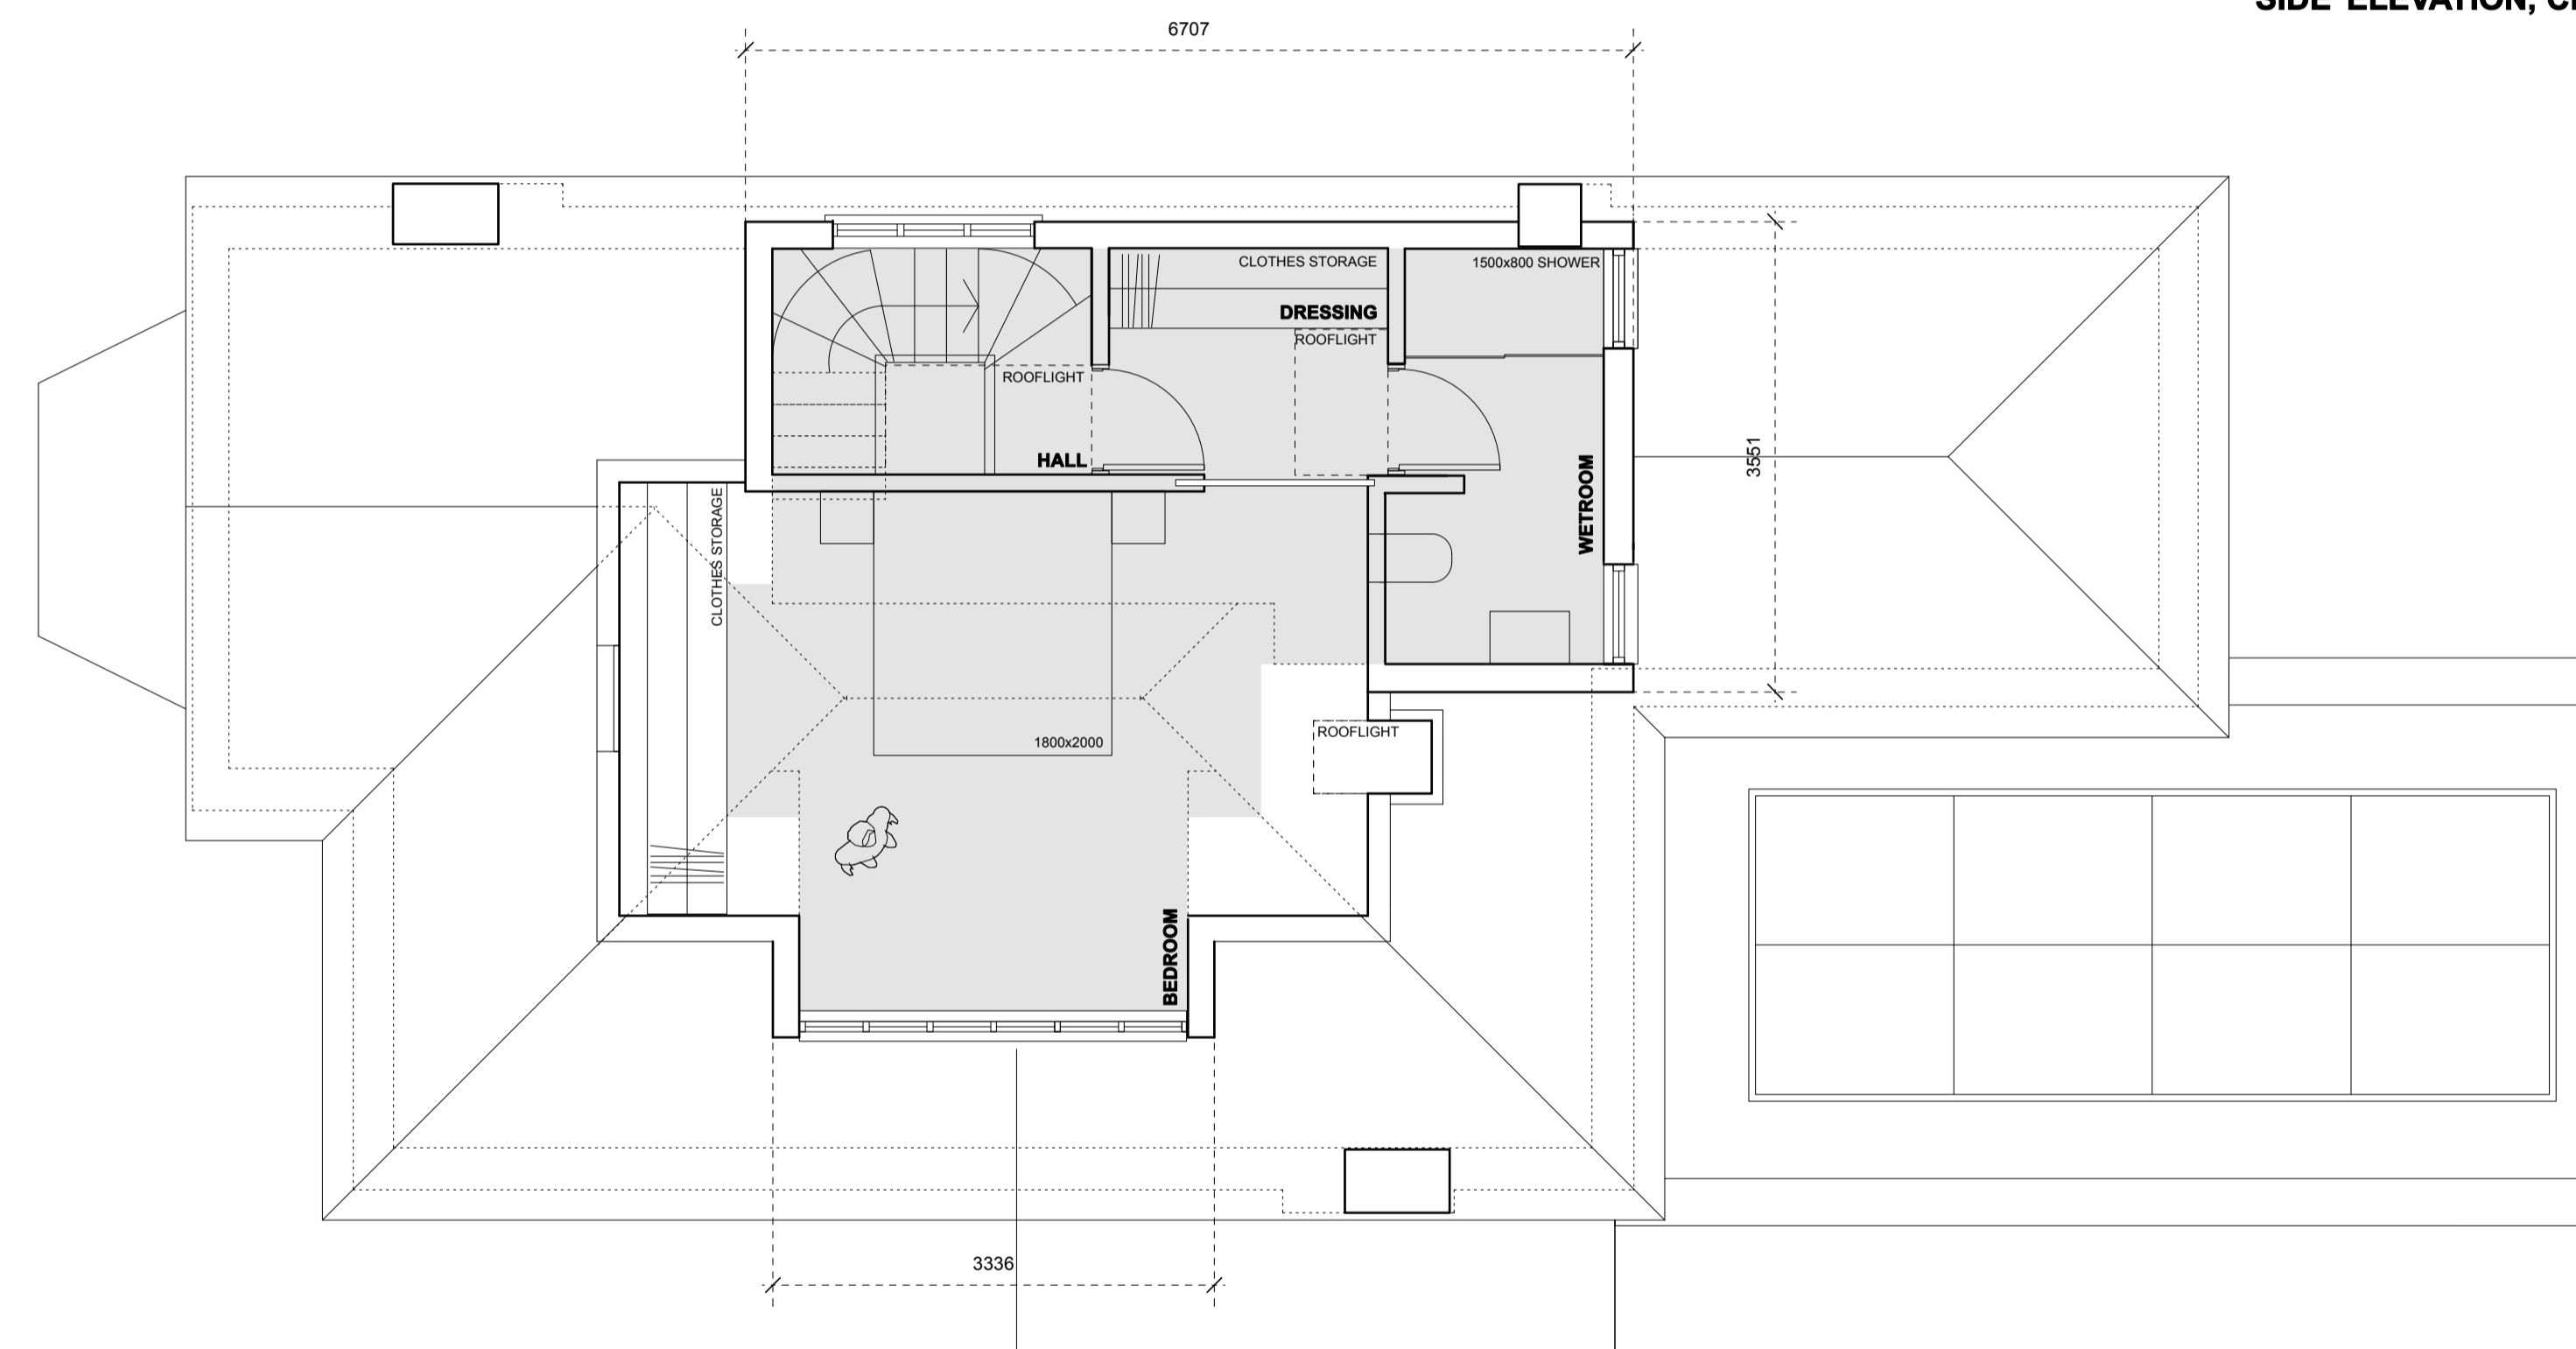 SIDE ELEVATION, C
6707
CLOTHES STORAGE
1500x800 SHOWER
DRESSING
ROOFLIGHT
ROOFLIGHT
HALL
3551
WETROOM
CLOTHES STORAGE
ROOFLIGHT
1800x2000
BEDROOM
3336